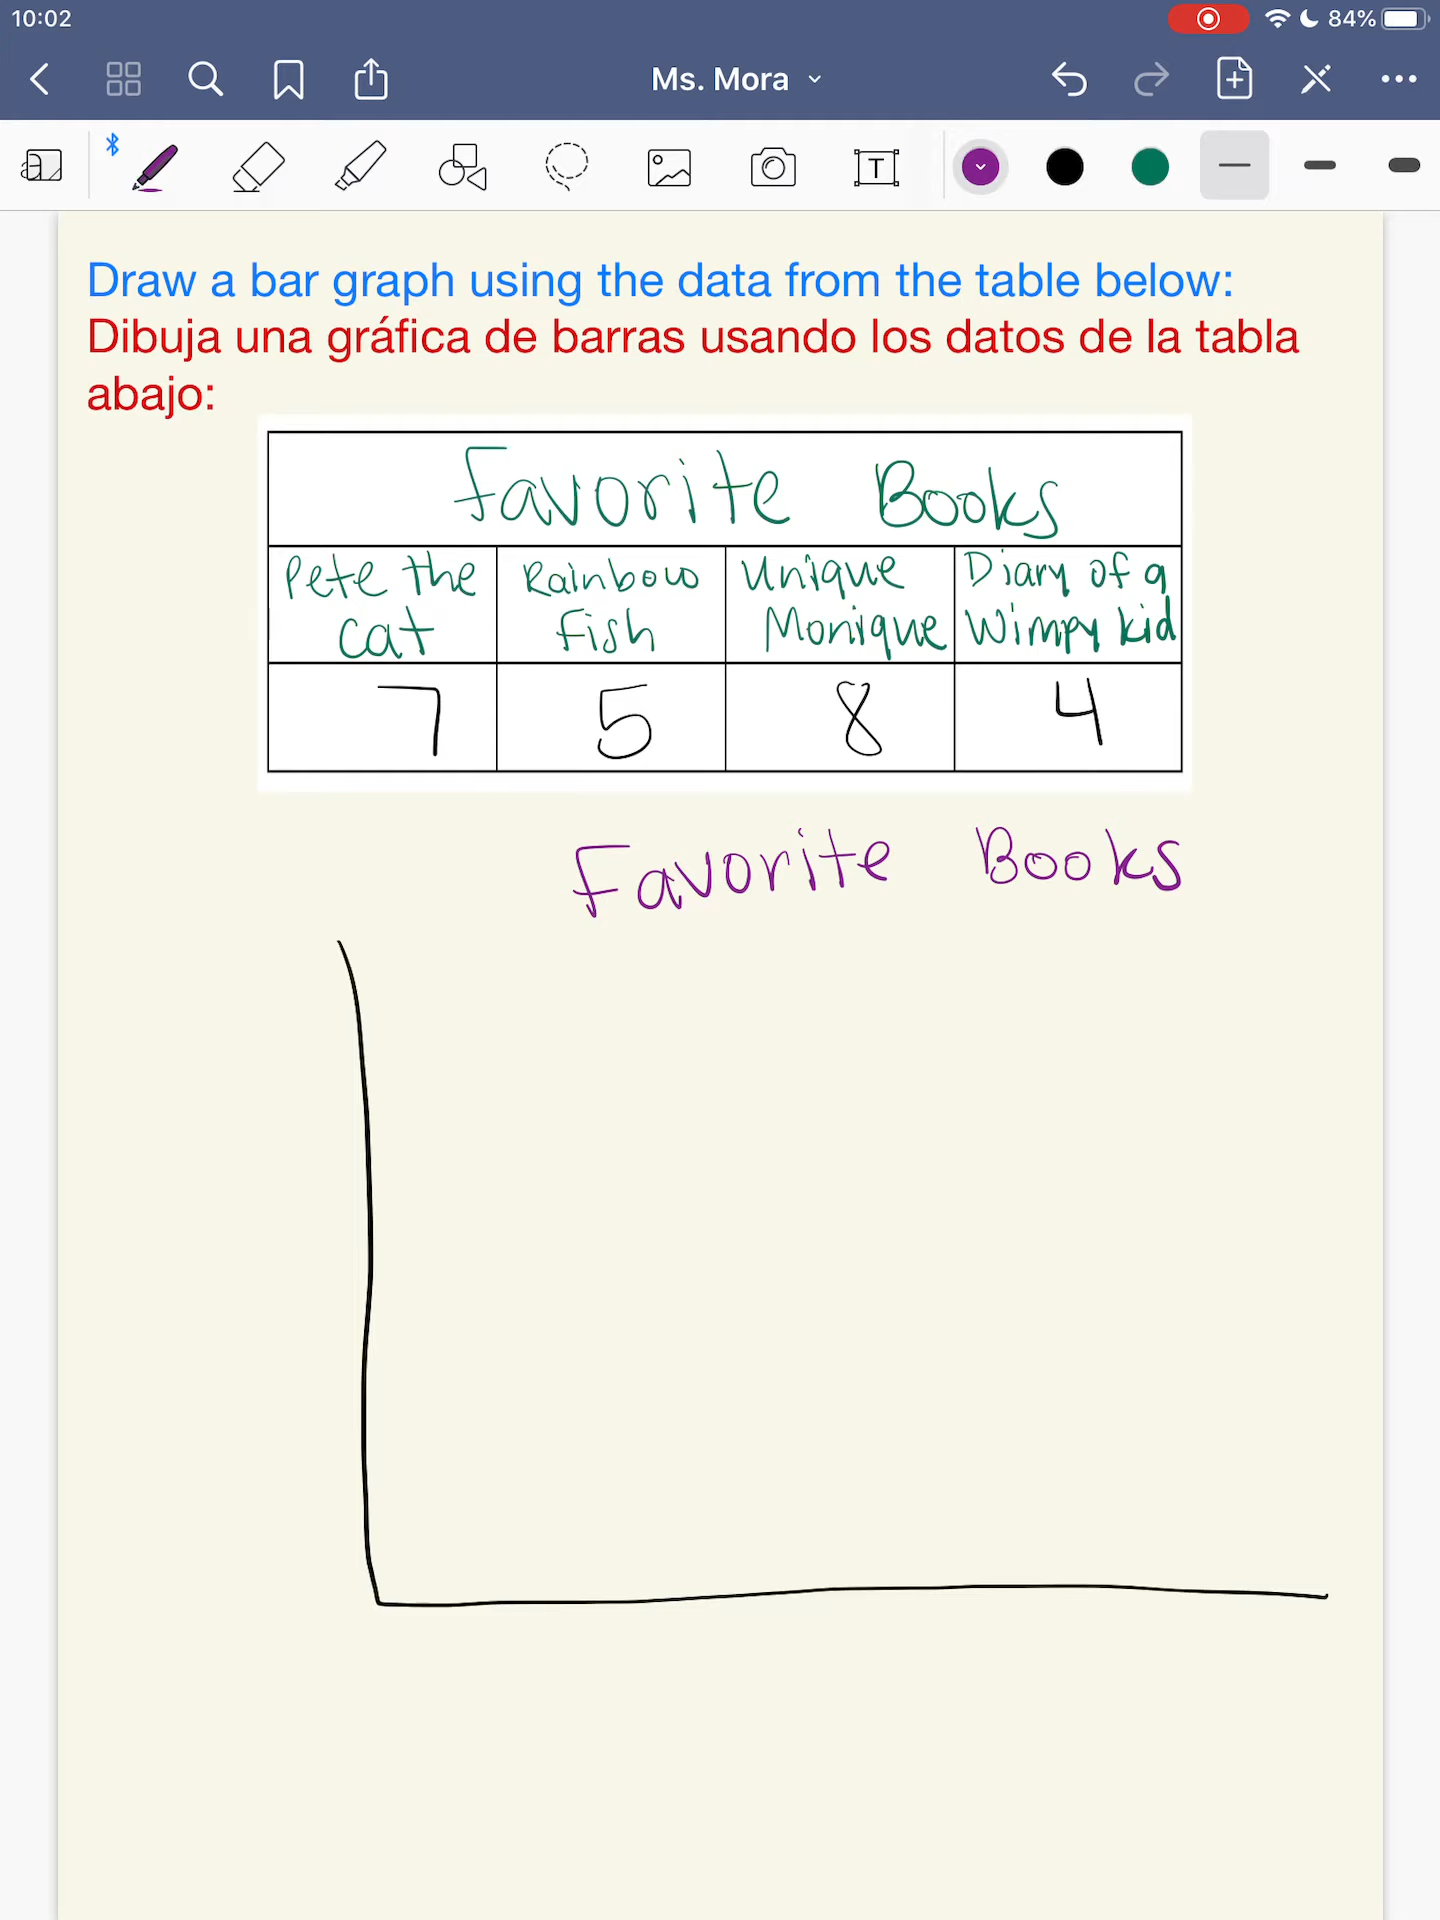 10:02
84%
Ms. Mora
T
Draw a bar graph using the data from the table below:
Dibuja una gráfica de barras usando los datos de la tabla
abajo:
Favorite Books
Pete the Rainbow Unique Diary of a
Cat Fish Monique Wimpy kid
7 5 8 4
Favorite Books